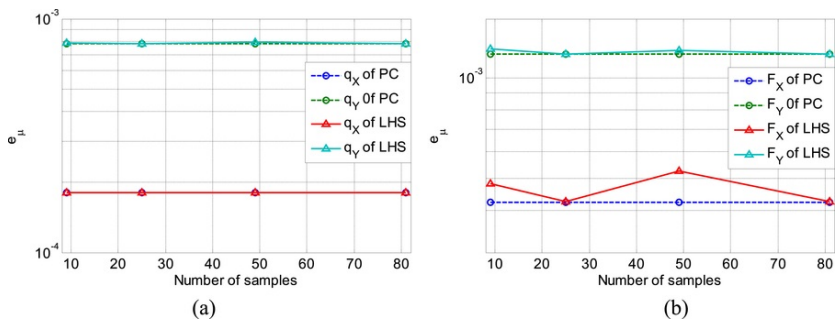 10⁻³
e_μ
10⁻⁴
q_X of PC
q_Y 0f PC
q_X of LHS
q_Y of LHS
10 20 30 40 50 60 70 80
Number of samples
(a)
10⁻³
e_μ
F_X of PC
F_Y of PC
F_X of LHS
F_Y of LHS
10 20 30 40 50 60 70 80
Number of samples
(b)